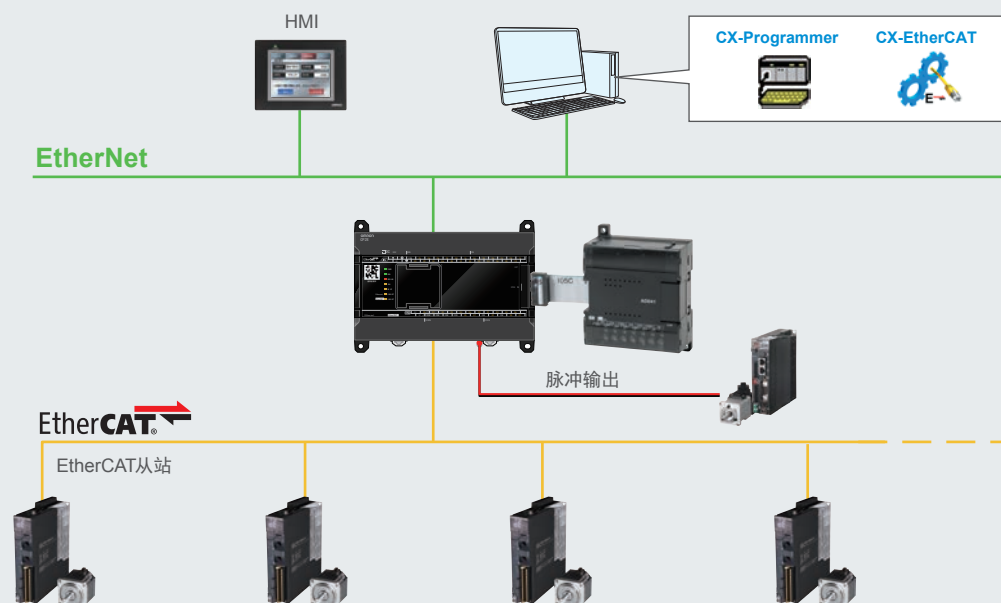 HMI
CX-Programmer
CX-EtherCAT
E
EtherNet
脉冲输出
EtherCAT®
EtherCAT从站